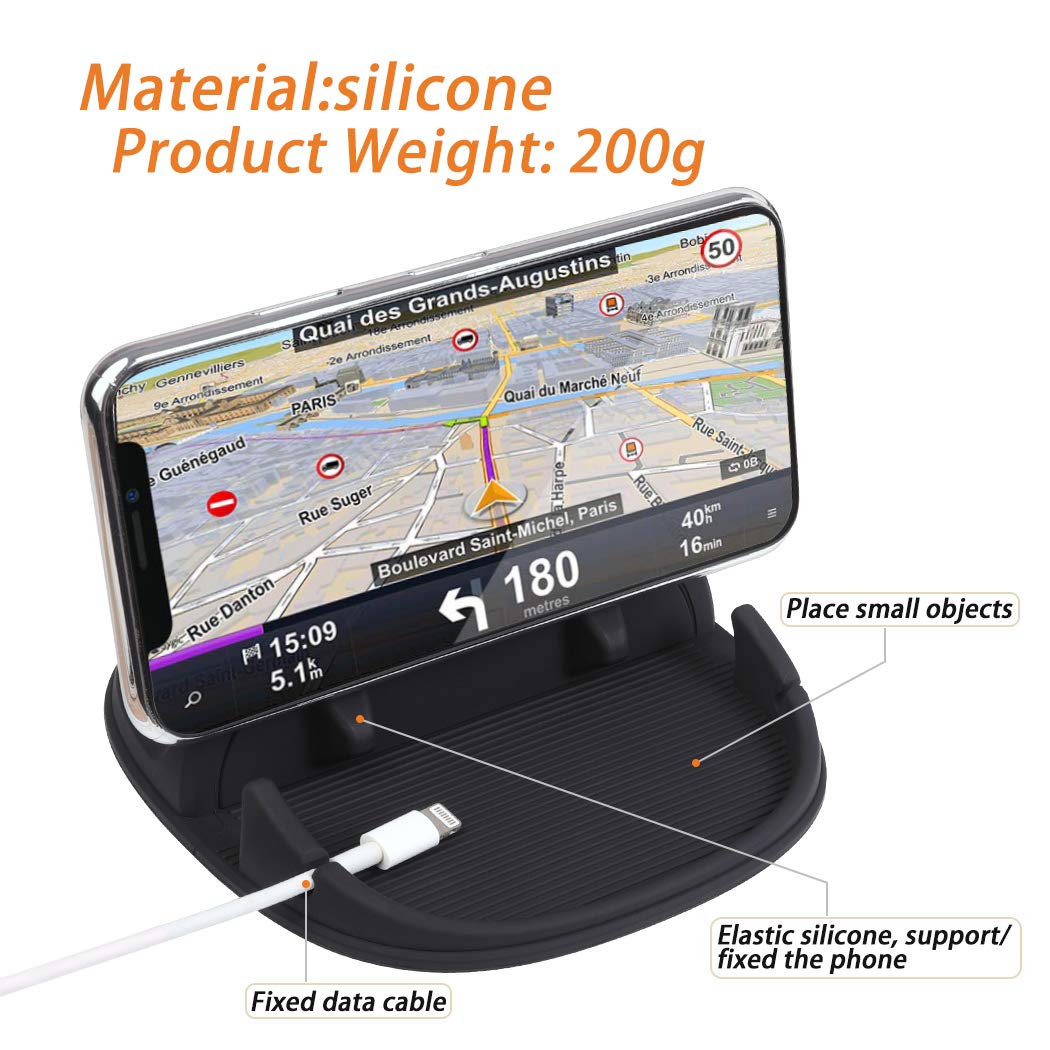 Material:silicone
Product Weight: 200g
50
Quai des Grands-Augustins
-3e Arrondissement
4e Arrondissement
18e Arrondissement
-2e Arrondissement
Gennevilliers
9e Arrondissement
PARIS
Quai du Marché Neuf
Guénégaud
Rue Suger
Rue Saint-
0B
Boulevard Saint-Michel, Paris
40 km
h
16 min
180
metres
Rue Danton
15:09
5.1 k
m
Place small objects
Elastic silicone, support/
fixed the phone
Fixed data cable